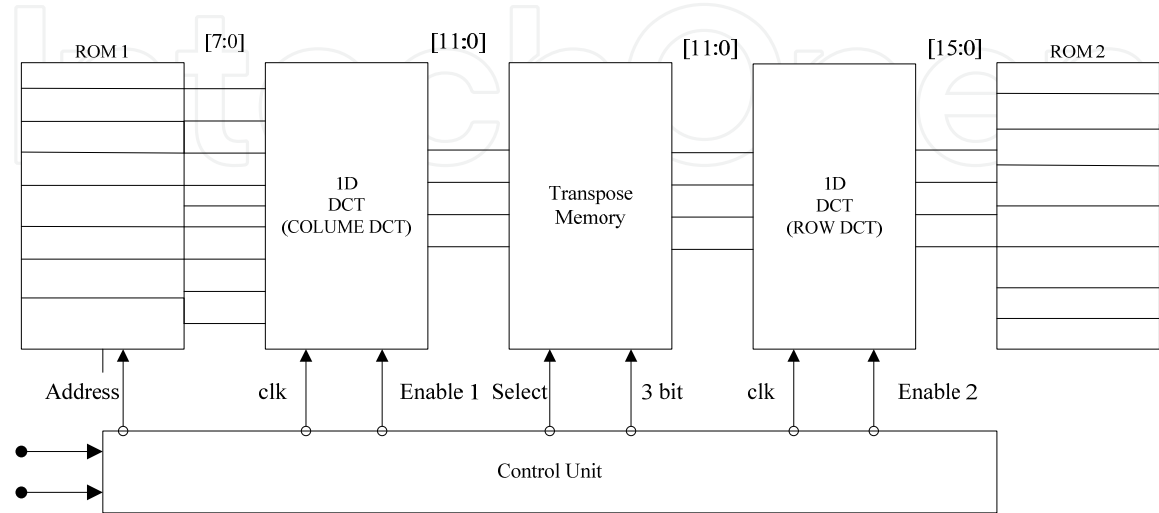 IntechOpen
ROM 1
[7:0]
[11:0]
[11:0]
[15:0]
ROM 2
1D
DCT
(COLUME DCT)
Transpose
Memory
1D
DCT
(ROW DCT)
Address
clk
Enable 1
Select
3 bit
clk
Enable 2
Control Unit